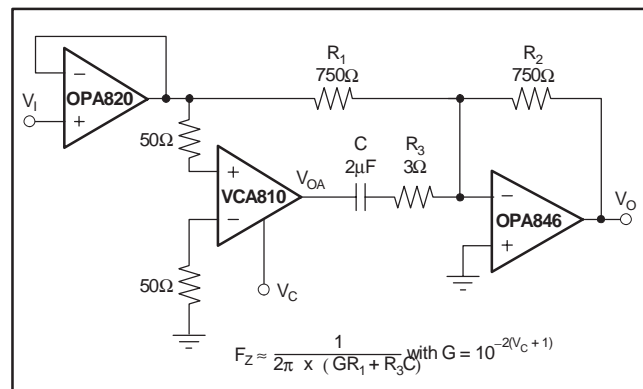 R1
750Ω
R2
750Ω
−
OPA820
+
VI
50Ω
C
2μF
R3
3Ω
+
VCA810
−
VOA
−
OPA846
+
VO
50Ω
VC
FZ ≈ 1 / 2π x (GR1 + R3C) with G = 10^−2(VC + 1)